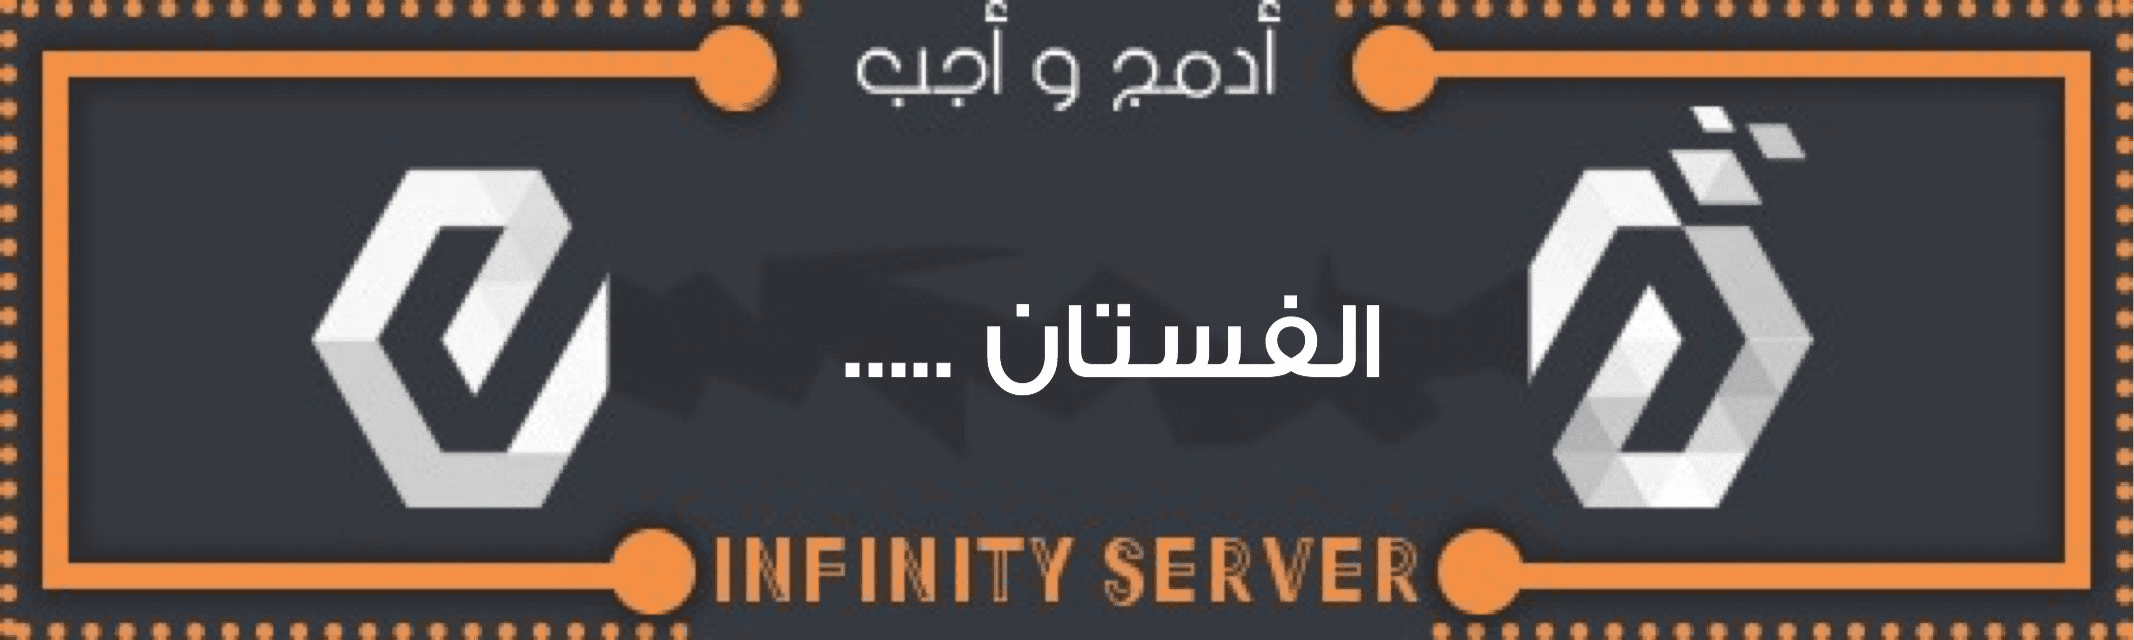 أدمج و أجب
الفستان .....
INFINITY SERVER